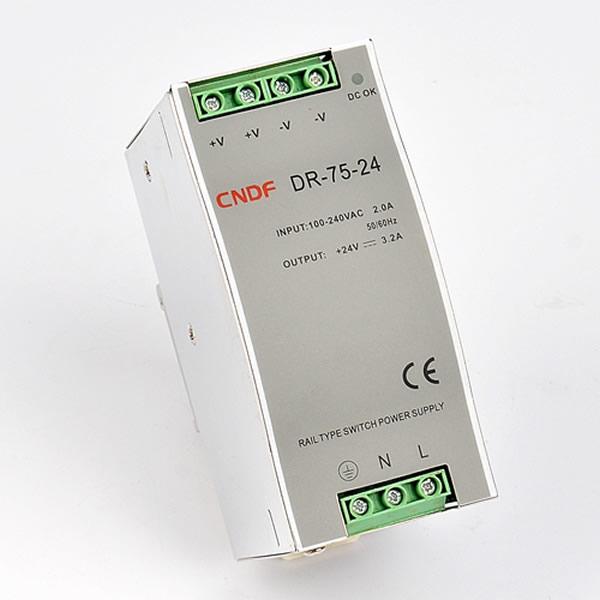 DC OK
+V +V -V -V
CNDF DR-75-24
INPUT:100-240VAC 2.0A
50/60Hz
OUTPUT: +24V 3.2A
CE
RAIL TYPE SWITCH POWER SUPPLY
N L